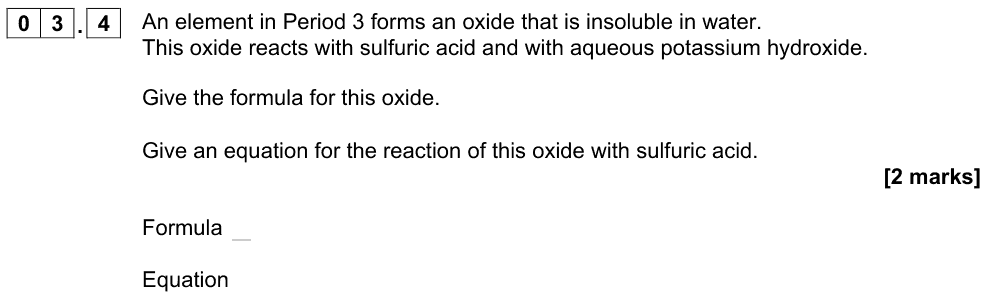 0 3 . 4 An element in Period 3 forms an oxide that is insoluble in water.
This oxide reacts with sulfuric acid and with aqueous potassium hydroxide.
Give the formula for this oxide.
Give an equation for the reaction of this oxide with sulfuric acid.
[2 marks]
Formula _
Equation